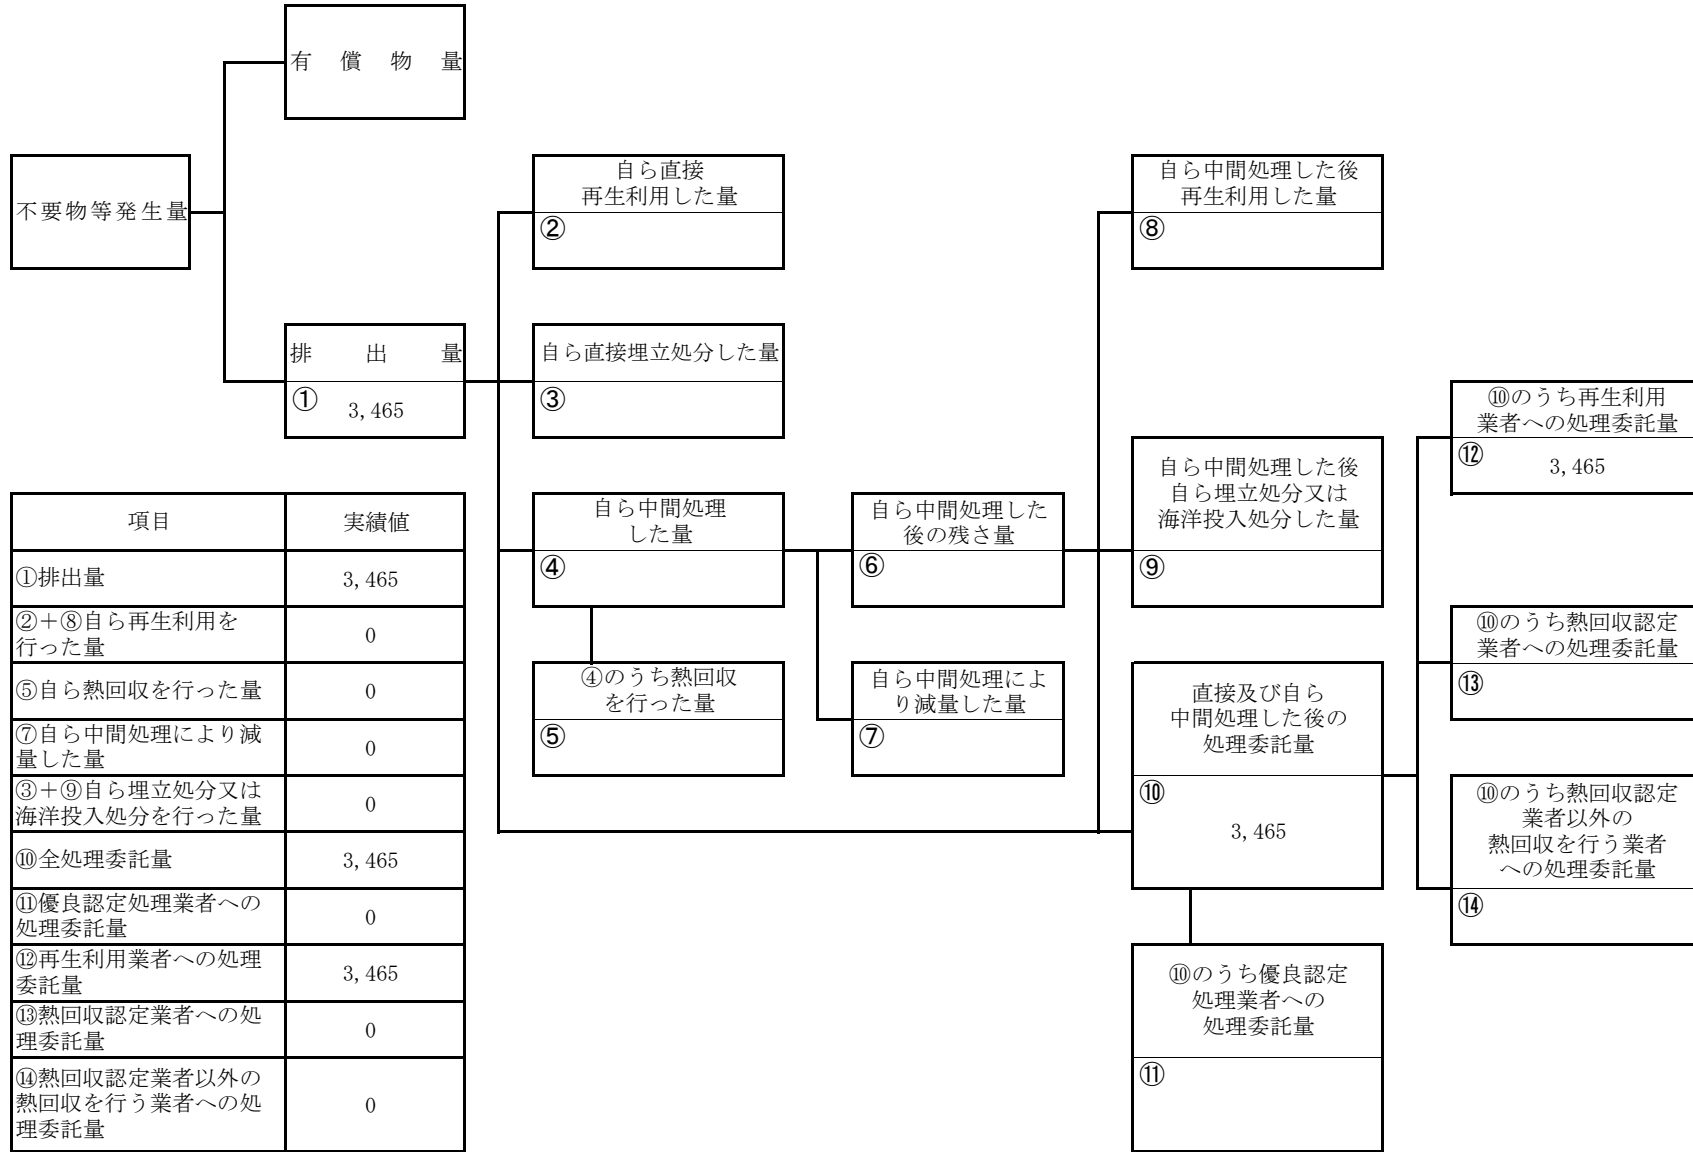 有償物量
不要物等発生量
排出量
① 3,465
自ら直接
再生利用した量
②
自ら直接埋立処分した量
③
自ら中間処理
した量
④
④のうち熱回収
を行った量
⑤
自ら中間処理した
後の残さ量
⑥
自ら中間処理によ
り減量した量
⑦
自ら中間処理した後
再生利用した量
⑧
自ら中間処理した後
自ら埋立処分又は
海洋投入処分した量
⑨
直接及び自ら
中間処理した後の
処理委託量
⑩
3,465
⑩のうち優良認定
処理業者への
処理委託量
⑪
⑩のうち再生利用
業者への処理委託量
⑫ 3,465
⑩のうち熱回収認定
業者への処理委託量
⑬
⑩のうち熱回収認定
業者以外の
熱回収を行う業者
への処理委託量
⑭
項目 実績値
①排出量 3,465
②+⑧自ら再生利用を
行った量 0
⑤自ら熱回収を行った量 0
⑦自ら中間処理により減
量した量 0
③+⑨自ら埋立処分又は
海洋投入処分を行った量 0
⑩全処理委託量 3,465
⑪優良認定処理業者への
処理委託量 0
⑫再生利用業者への処理
委託量 3,465
⑬熱回収認定業者への処
理委託量 0
⑭熱回収認定業者以外の
熱回収を行う業者への処 0
理委託量